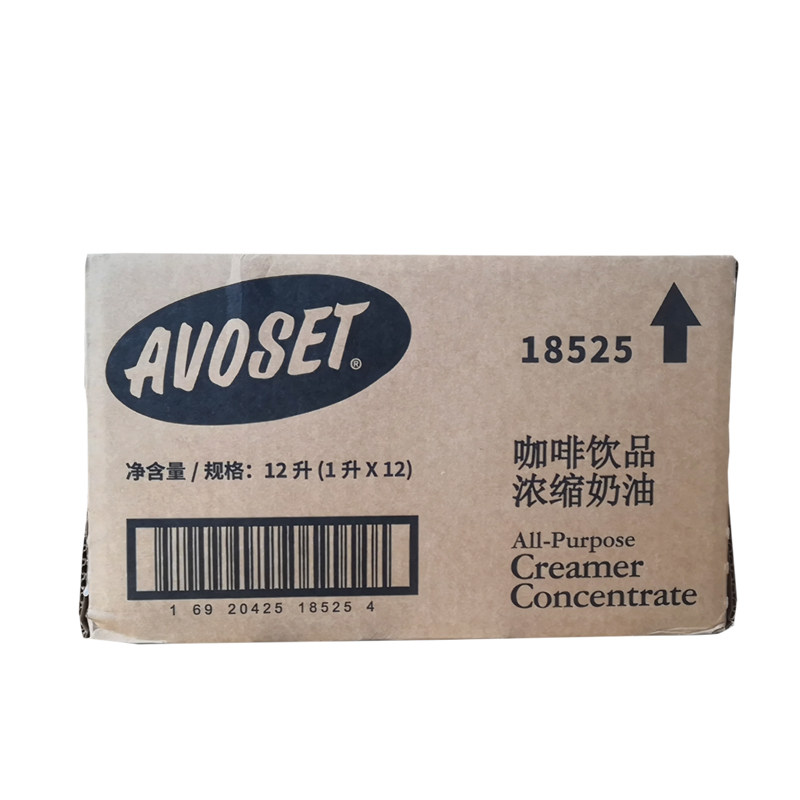 AVOSET®
18525
净含量 / 规格：12 升 (1 升 X 12)
咖啡饮品
浓缩奶油
All-Purpose
Creamer
Concentrate
1 69 20425 18525 4